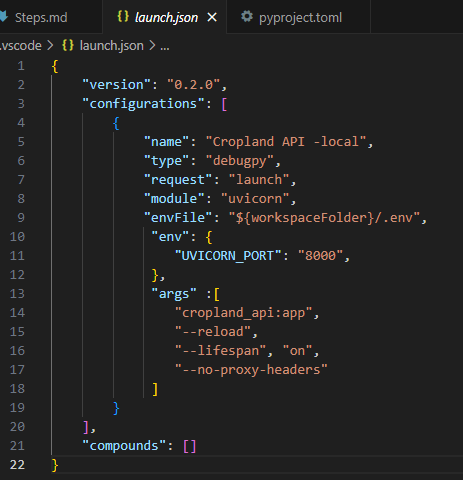 Steps.md launch.json × pyproject.toml
.vscode > {} launch.json > ...
1 {
2 "version": "0.2.0",
3 "configurations": [
4 {
5 "name": "Cropland API -local",
6 "type": "debugpy",
7 "request": "launch",
8 "module": "uvicorn",
9 "envFile": "${workspaceFolder}/.env",
10 "env": {
11 "UVICORN_PORT": "8000",
12 },
13 "args" :[
14 "cropland_api:app",
15 "--reload",
16 "--lifespan", "on",
17 "--no-proxy-headers"
18 ]
19 }
20 ],
21 "compounds": []
22 }